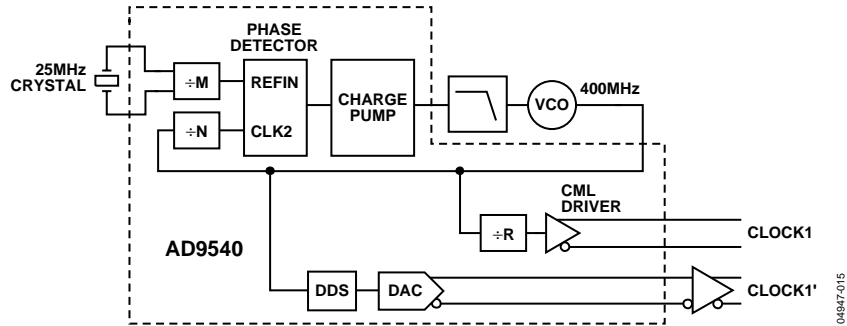 PHASE
DETECTOR
25MHz
CRYSTAL
÷M
REFIN
CHARGE
PUMP
VCO
400MHz
÷N
CLK2
CML
DRIVER
÷R
CLOCK1
AD9540
DDS
DAC
CLOCK1'
04947-015